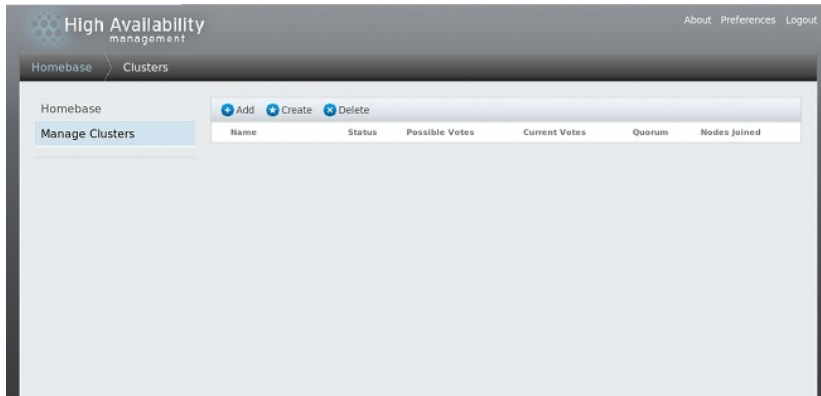 High Availability
management
About Preferences Logout
Homebase Clusters
Homebase
Manage Clusters
Add Create Delete
Name Status Possible Votes Current Votes Quorum Nodes Joined